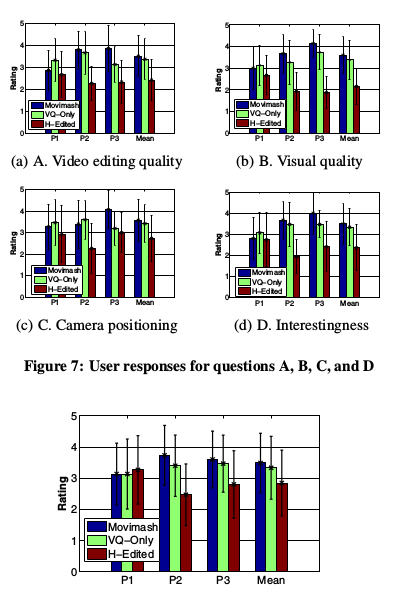 5
4
3
2
1
0
Rating
Movimash
VQ-Only
H-Edited
P1 P2 P3 Mean
(a) A. Video editing quality
5
4
3
2
1
0
Rating
Movimash
VQ-Only
H-Edited
P1 P2 P3 Mean
(b) B. Visual quality
5
4
3
2
1
0
Rating
Movimash
VQ-Only
H-Edited
P1 P2 P3 Mean
(c) C. Camera positioning
5
4
3
2
1
0
Rating
Movimash
VQ-Only
H-Edited
P1 P2 P3 Mean
(d) D. Interestingness
Figure 7: User responses for questions A, B, C, and D
5
4
3
2
1
0
Rating
Movimash
VQ-Only
H-Edited
P1 P2 P3 Mean